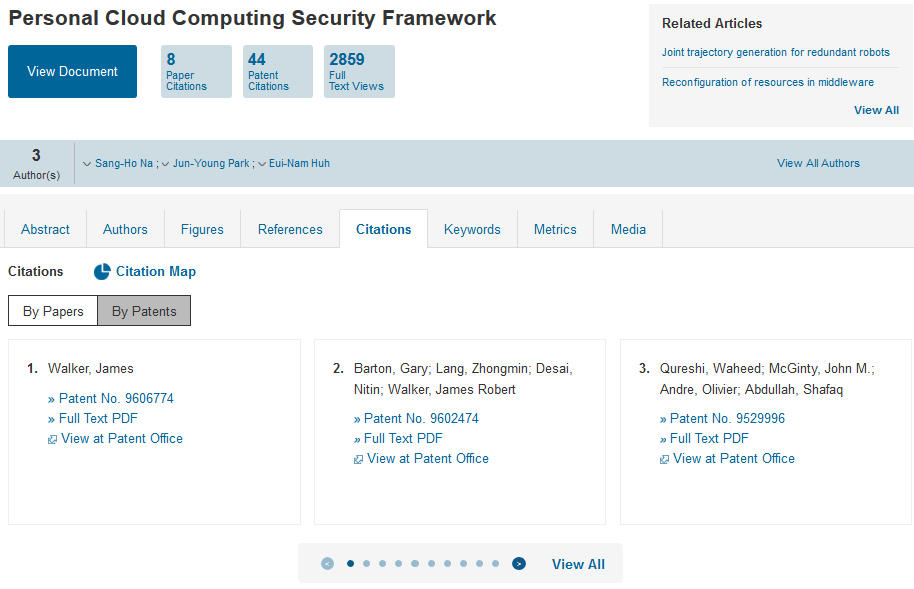 Personal Cloud Computing Security Framework
View Document
8
Paper
Citations
44
Patent
Citations
2859
Full
Text Views
Related Articles
Joint trajectory generation for redundant robots
Reconfiguration of resources in middleware
View All
3
Author(s)
Sang-Ho Na ; Jun-Young Park ; Eui-Nam Huh
View All Authors
Abstract Authors Figures References Citations Keywords Metrics Media
Citations Citation Map
By Papers By Patents
1. Walker, James
» Patent No. 9606774
» Full Text PDF
View at Patent Office
2. Barton, Gary; Lang, Zhongmin; Desai,
Nitin; Walker, James Robert
» Patent No. 9602474
» Full Text PDF
View at Patent Office
3. Qureshi, Waheed; McGinty, John M.;
Andre, Olivier; Abdullah, Shafaq
» Patent No. 9529996
» Full Text PDF
View at Patent Office
< > View All